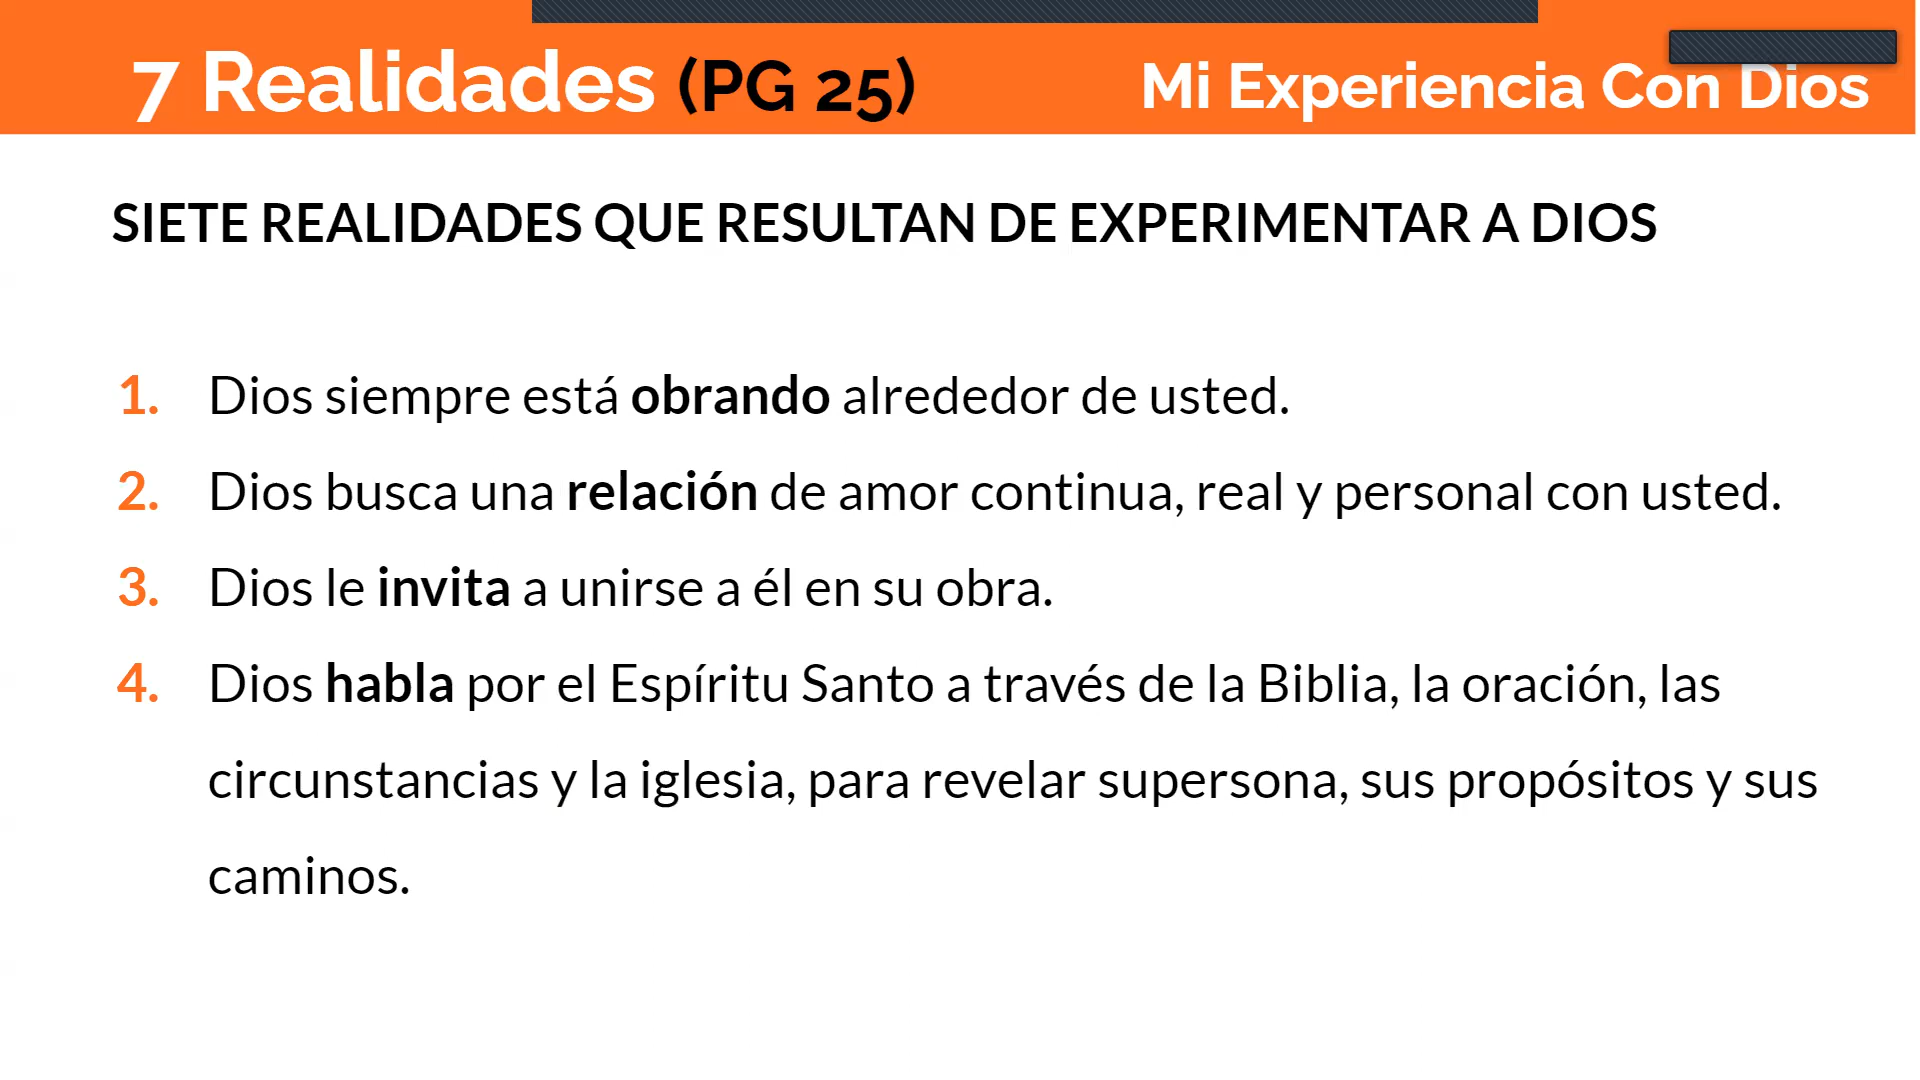 7 Realidades (PG 25)
Mi Experiencia Con Dios
SIETE REALIDADES QUE RESULTAN DE EXPERIMENTAR A DIOS
1. Dios siempre está obrando alrededor de usted.
2. Dios busca una relación de amor continua, real y personal con usted.
3. Dios le invita a unirse a él en su obra.
4. Dios habla por el Espíritu Santo a través de la Biblia, la oración, las
circunstancias y la iglesia, para revelar supersona, sus propósitos y sus
caminos.